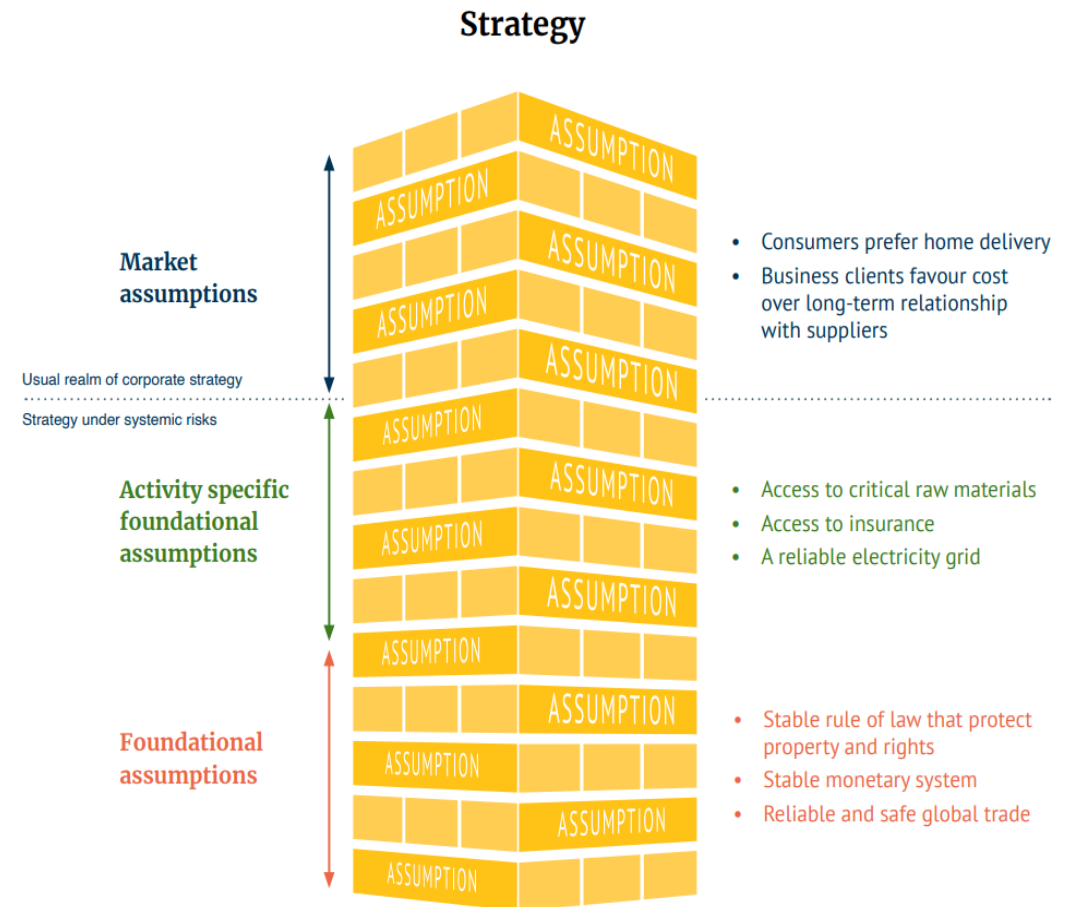 Strategy
ASSUMPTION
ASSUMPTION
ASSUMPTION
ASSUMPTION
ASSUMPTION
ASSUMPTION
ASSUMPTION
ASSUMPTION
ASSUMPTION
ASSUMPTION
ASSUMPTION
ASSUMPTION
ASSUMPTION
ASSUMPTION
Market
assumptions
• Consumers prefer home delivery
• Business clients favour cost
over long-term relationship
with suppliers
Usual realm of corporate strategy
Strategy under systemic risks
Activity specific
foundational
assumptions
• Access to critical raw materials
• Access to insurance
• A reliable electricity grid
Foundational
assumptions
• Stable rule of law that protect
property and rights
• Stable monetary system
• Reliable and safe global trade